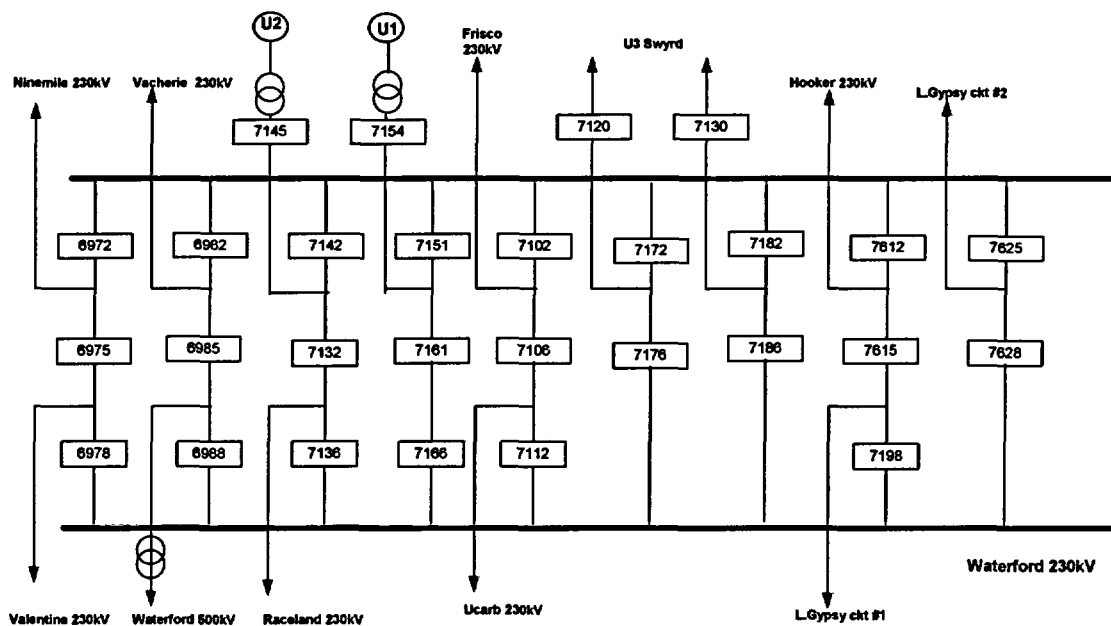 U2
U1
Frisco
230kV
U3 Swyrd
Ninemile 230kV
Vacherie 230kV
Hooker 230kV
L.Gypsy ckt #2
7145
7154
7120
7130
6972
6982
7142
7151
7102
7172
7182
7612
7625
6975
6985
7132
7161
7106
7176
7186
7615
7628
6978
6988
7136
7166
7112
7198
Waterford 230kV
Valentine 230kV
Waterford 500kV
Raceland 230kV
Ucarb 230kV
L.Gypsy ckt #1